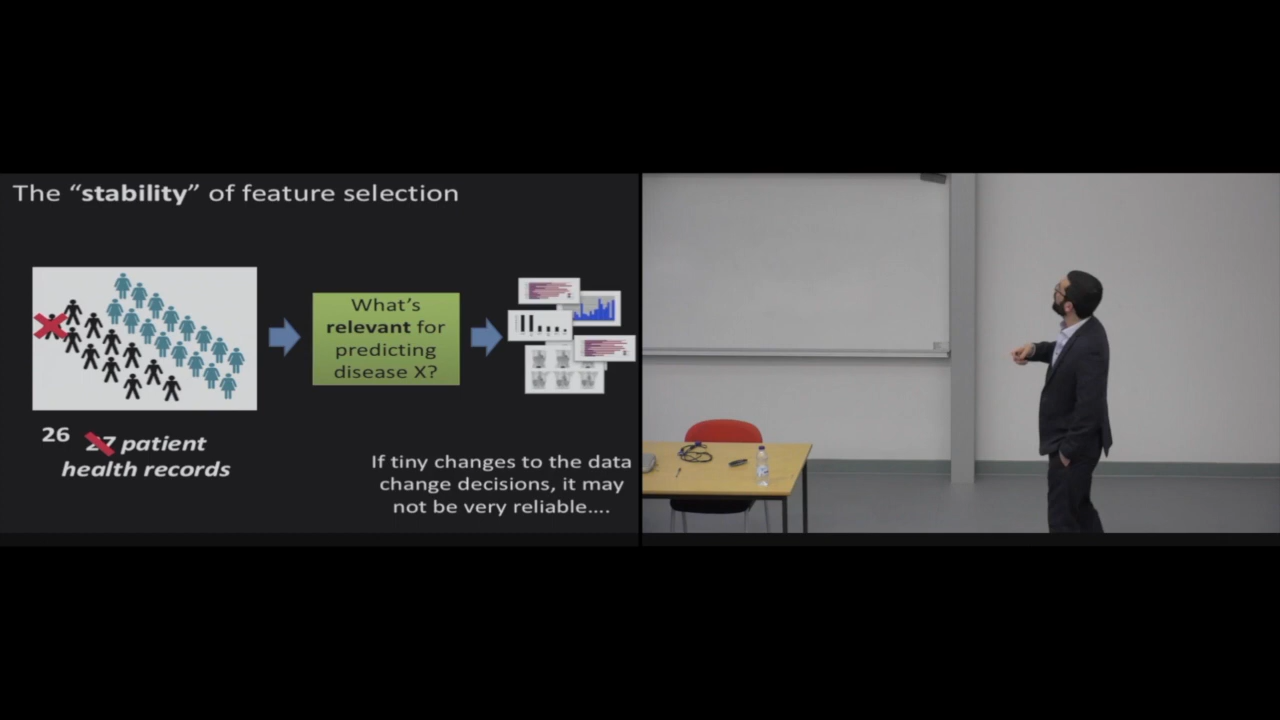 The “stability” of feature selection
What’s
relevant for
predicting
disease X?
26 27 patient
health records
If tiny changes to the data
change decisions, it may
not be very reliable....